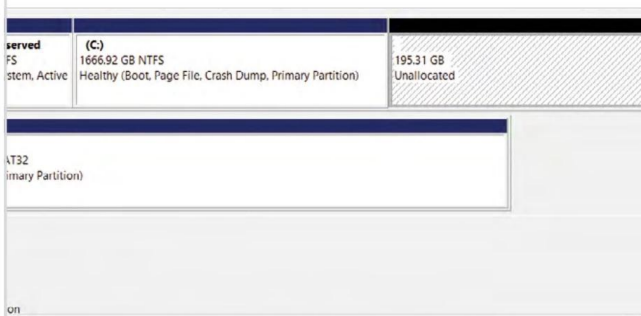 served
FS
stem, Active
(C:)
1666.92 GB NTFS
Healthy (Boot, Page File, Crash Dump, Primary Partition)
195.31 GB
Unallocated
AT32
imary Partition)
on